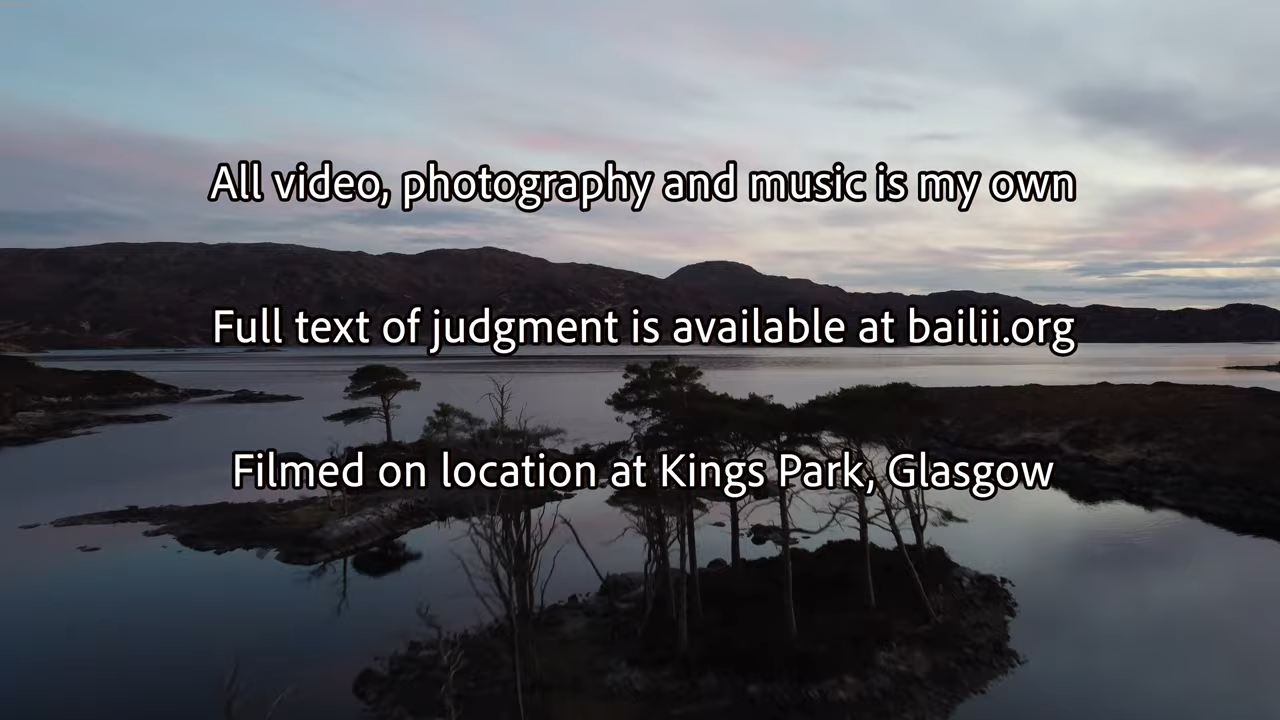 All video, photography and music is my own
Full text of judgment is available at bailii.org
Filmed on location at Kings Park, Glasgow